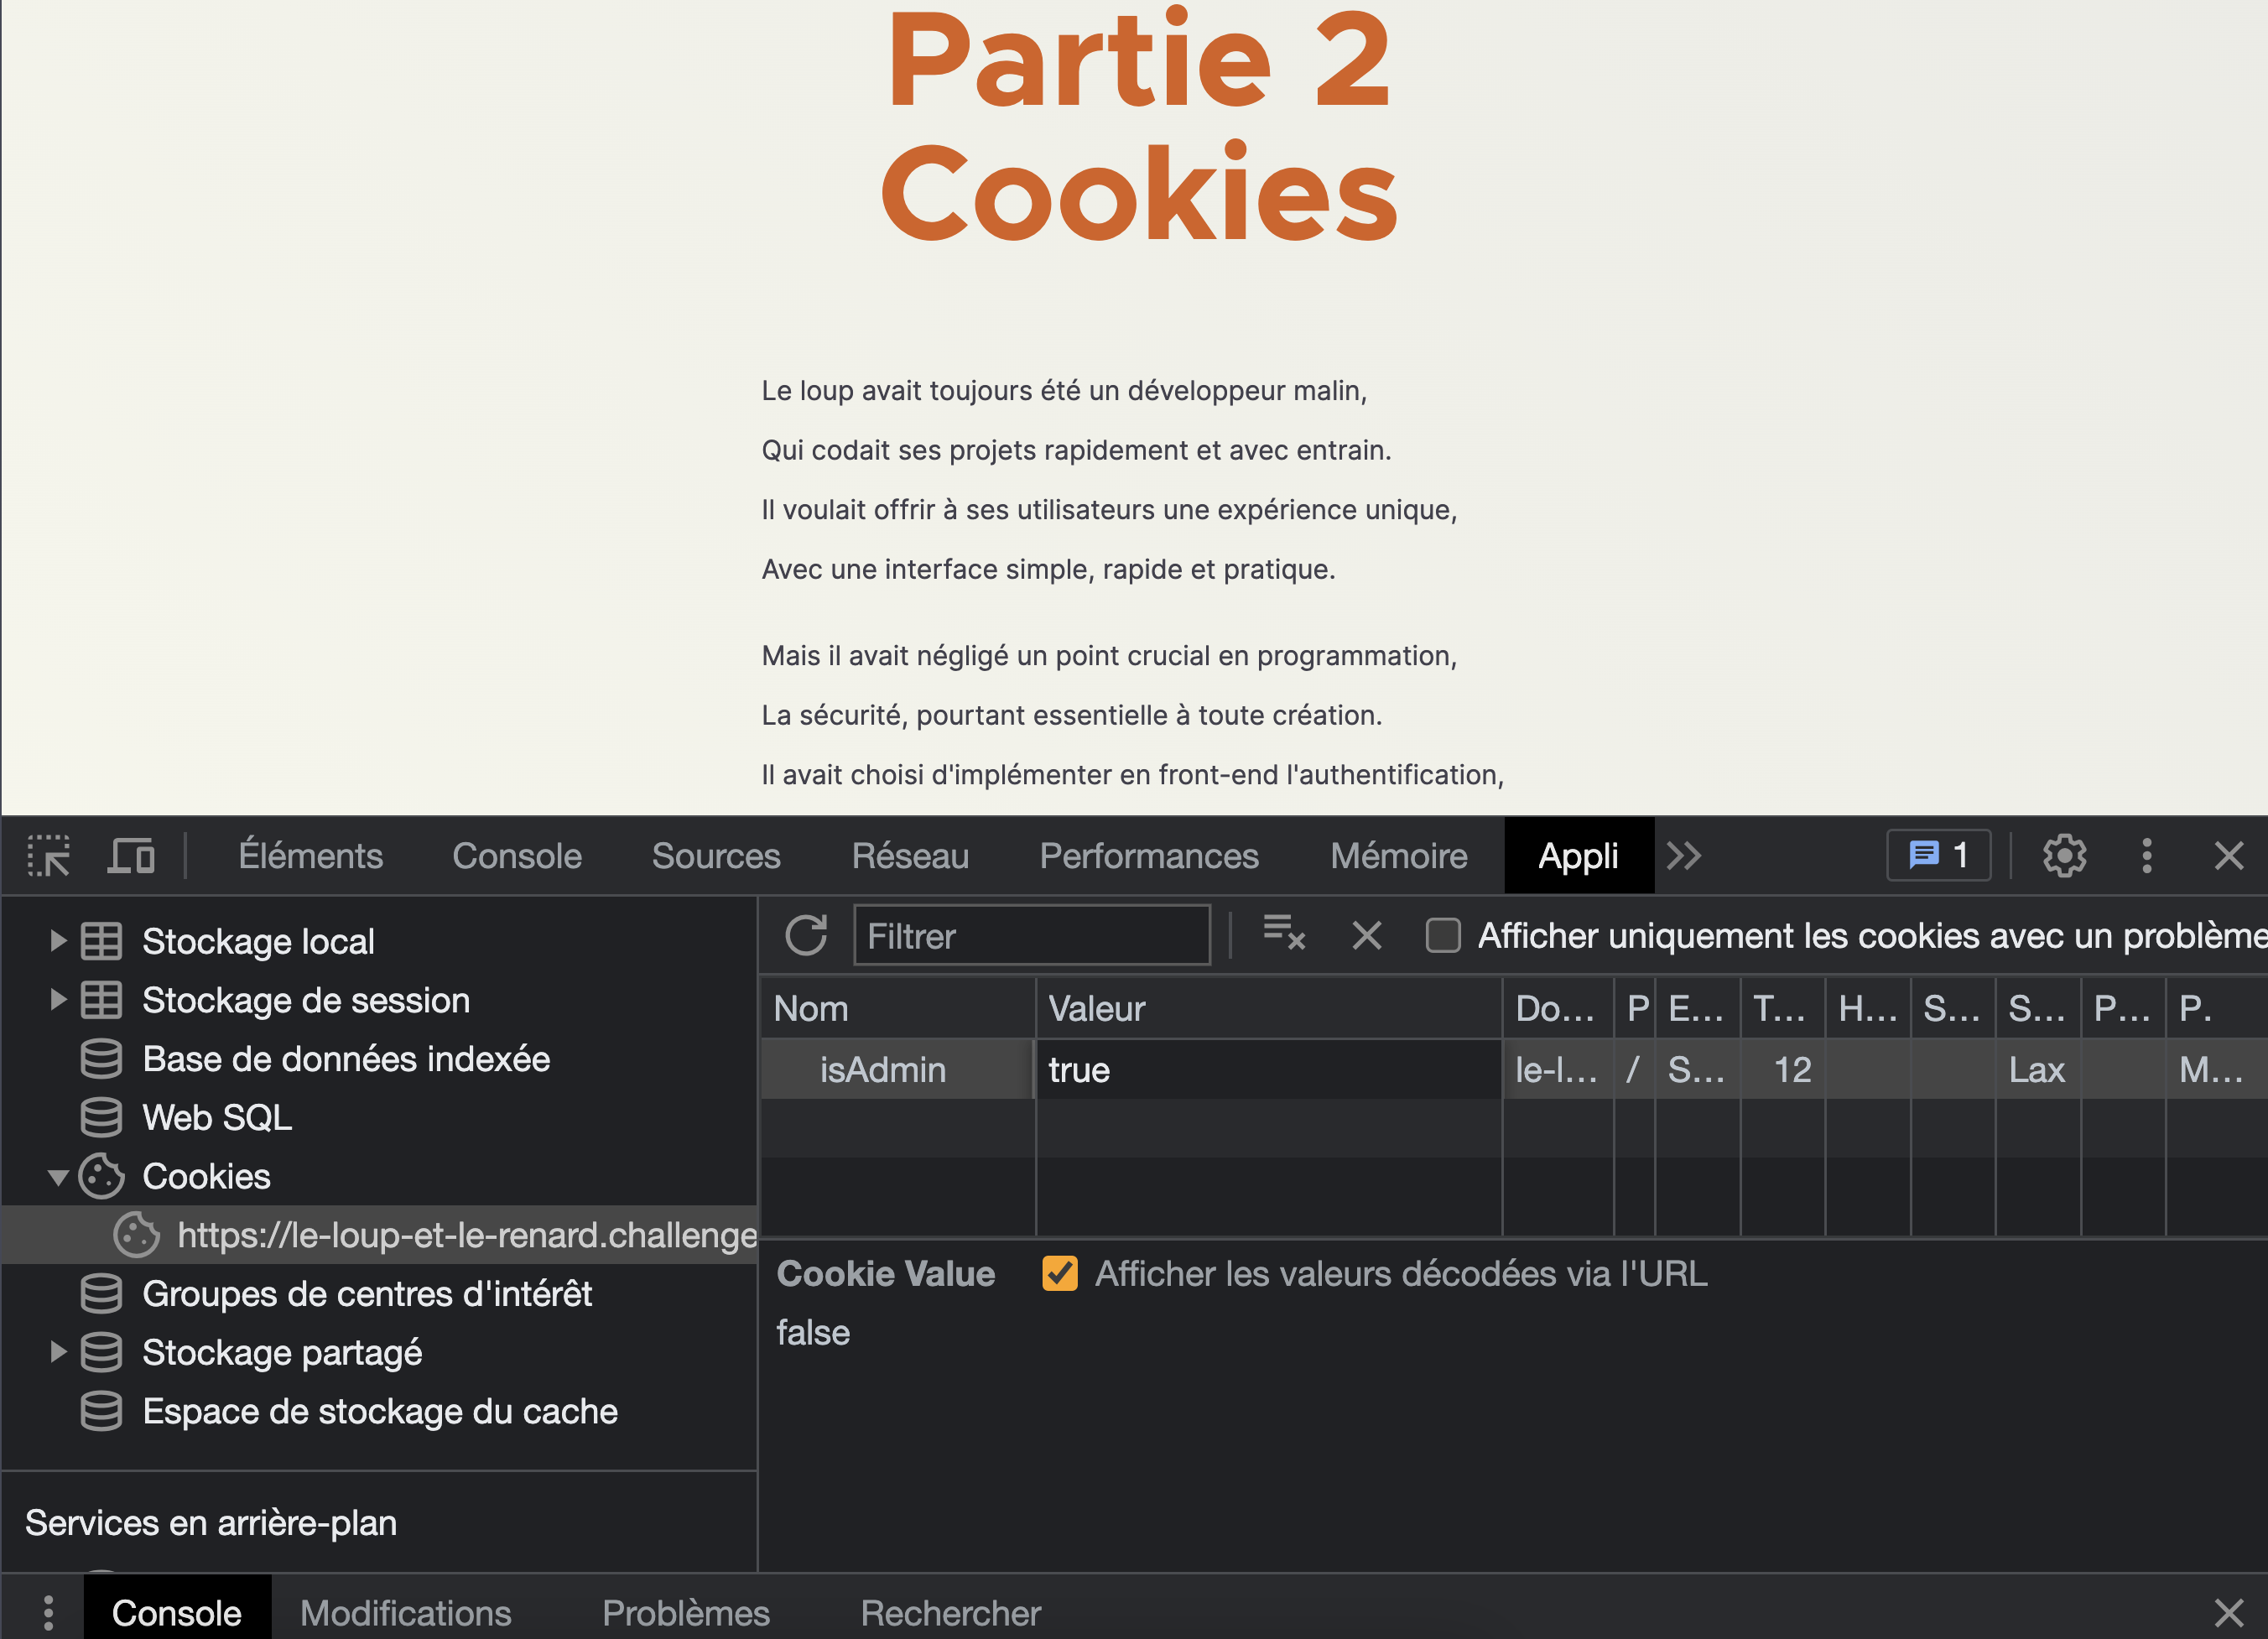 Partie 2
Cookies
Le loup avait toujours été un développeur malin,
Qui codait ses projets rapidement et avec entrain.
Il voulait offrir à ses utilisateurs une expérience unique,
Avec une interface simple, rapide et pratique.
Mais il avait négligé un point crucial en programmation,
La sécurité, pourtant essentielle à toute création.
Il avait choisi d'implémenter en front-end l'authentification,
Éléments Console Sources Réseau Performances Mémoire Appli 1
Stockage local
Stockage de session
Base de données indexée
Web SQL
Cookies
https://le-loup-et-le-renard.challenge
Groupes de centres d'intérêt
Stockage partagé
Espace de stockage du cache
Services en arrière-plan
Filtrer Afficher uniquement les cookies avec un problème
Nom Valeur Do... P E... T... H... S... S... P... P.
isAdmin true le-l... / S... 12 Lax M...
Cookie Value Afficher les valeurs décodées via l'URL
false
Console Modifications Problèmes Rechercher